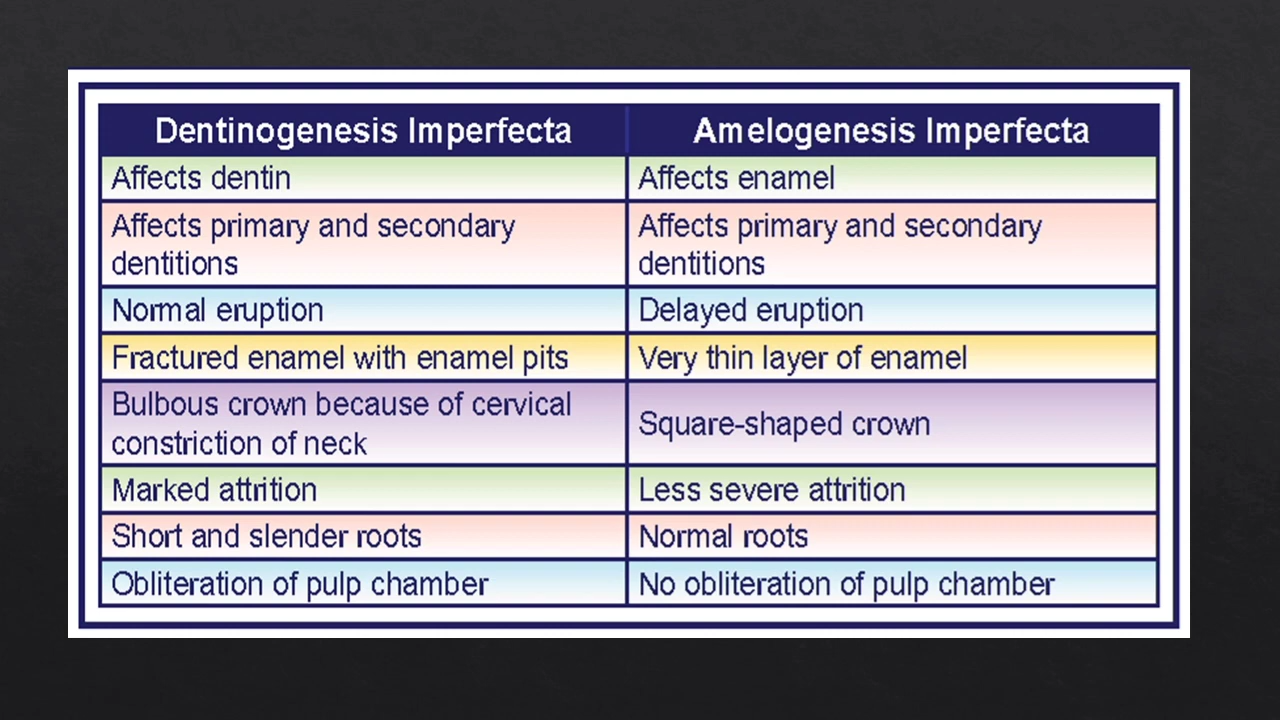 Dentinogenesis Imperfecta
Amelogenesis Imperfecta
Affects dentin
Affects enamel
Affects primary and secondary
dentitions
Affects primary and secondary
dentitions
Normal eruption
Delayed eruption
Fractured enamel with enamel pits
Very thin layer of enamel
Bulbous crown because of cervical
constriction of neck
Square-shaped crown
Marked attrition
Less severe attrition
Short and slender roots
Normal roots
Obliteration of pulp chamber
No obliteration of pulp chamber